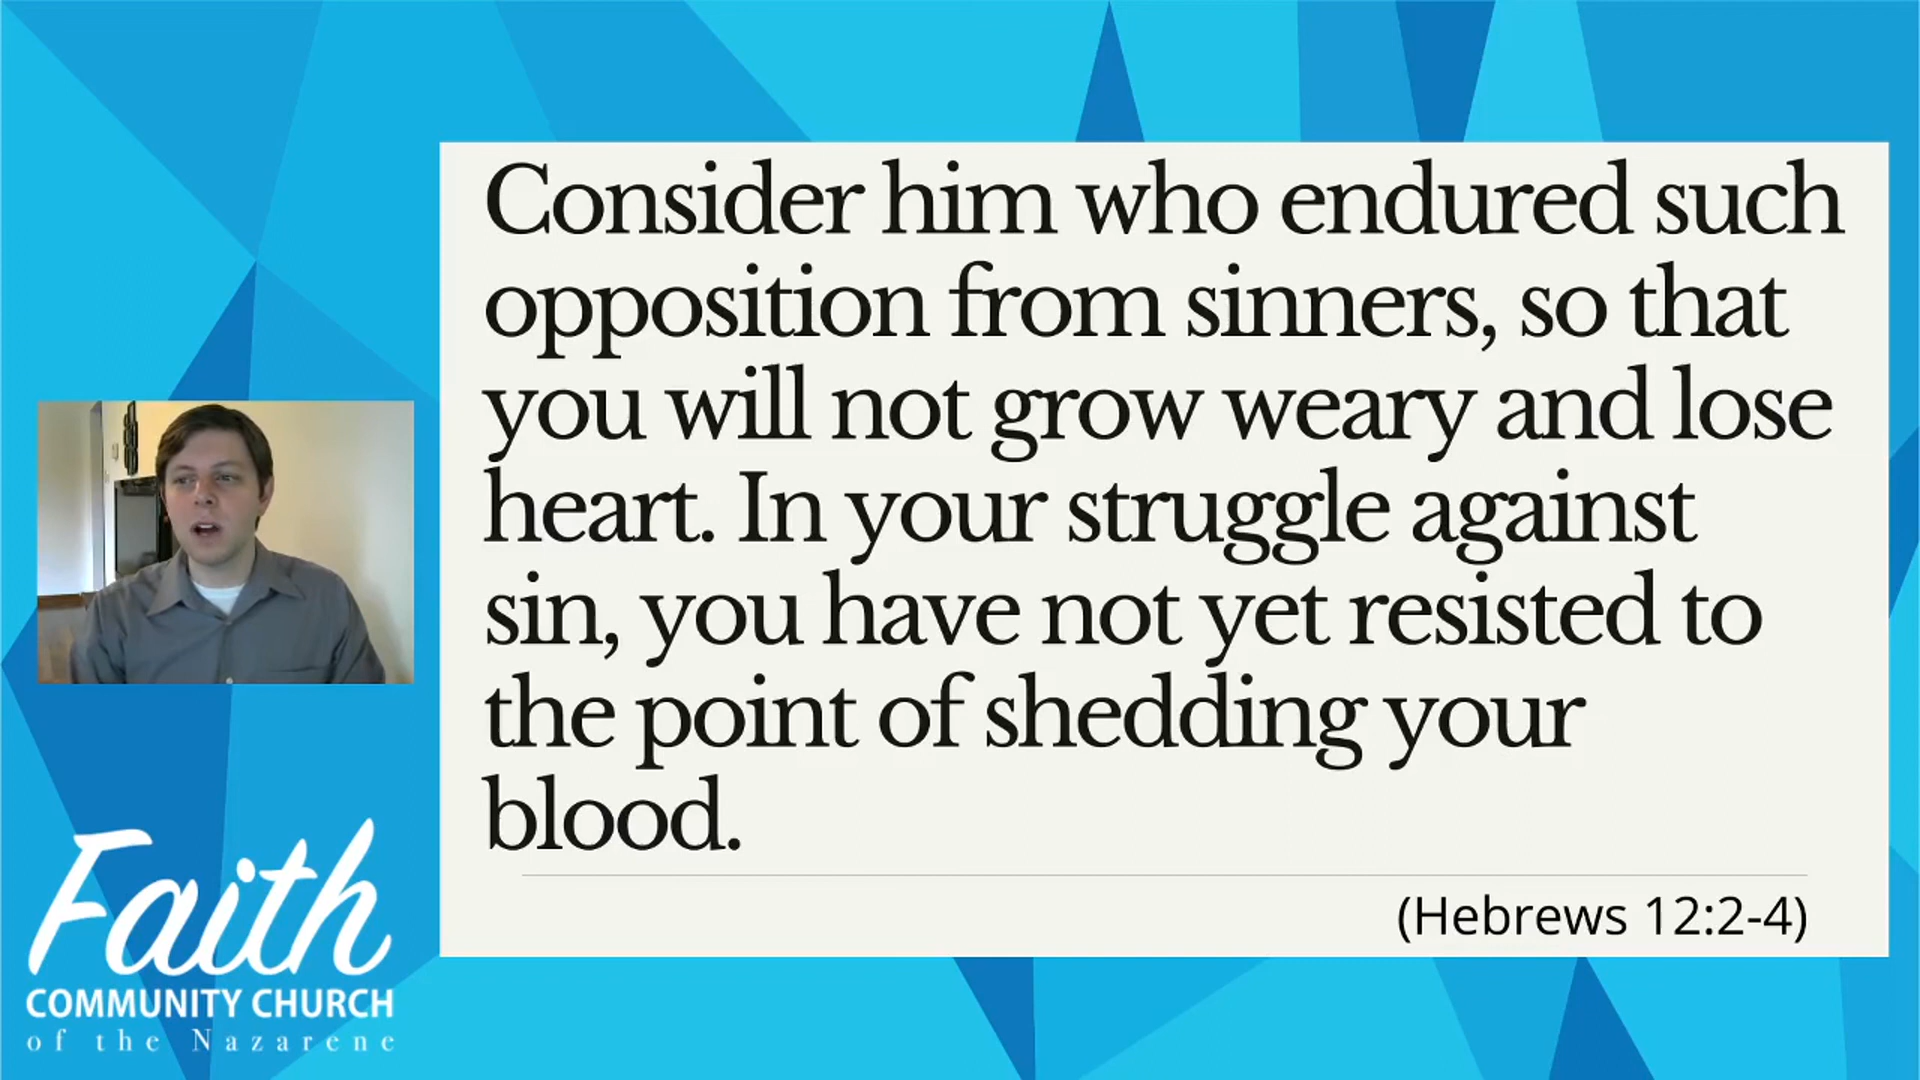 Consider him who endured such
opposition from sinners, so that
you will not grow weary and lose
heart. In your struggle against
sin, you have not yet resisted to
the point of shedding your
blood.
(Hebrews 12:2-4)
Faith
COMMUNITY CHURCH
of the Nazarene